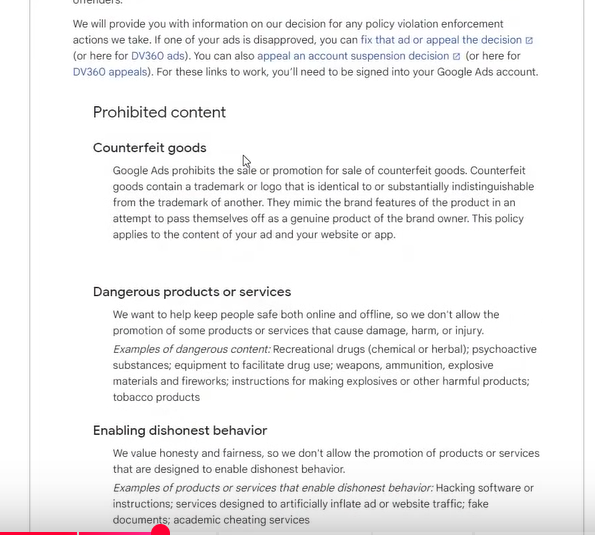 offenders.
We will provide you with information on our decision for any policy violation enforcement
actions we take. If one of your ads is disapproved, you can fix that ad or appeal the decision
(or here for DV360 ads). You can also appeal an account suspension decision (or here for
DV360 appeals). For these links to work, you'll need to be signed into your Google Ads account.
Prohibited content
Counterfeit goods
Google Ads prohibits the sale or promotion for sale of counterfeit goods. Counterfeit
goods contain a trademark or logo that is identical to or substantially indistinguishable
from the trademark of another. They mimic the brand features of the product in an
attempt to pass themselves off as a genuine product of the brand owner. This policy
applies to the content of your ad and your website or app.
Dangerous products or services
We want to help keep people safe both online and offline, so we don't allow the
promotion of some products or services that cause damage, harm, or injury.
Examples of dangerous content: Recreational drugs (chemical or herbal); psychoactive
substances; equipment to facilitate drug use; weapons, ammunition, explosive
materials and fireworks; instructions for making explosives or other harmful products;
tobacco products
Enabling dishonest behavior
We value honesty and fairness, so we don't allow the promotion of products or services
that are designed to enable dishonest behavior.
Examples of products or services that enable dishonest behavior: Hacking software or
instructions; services designed to artificially inflate ad or website traffic; fake
documents; academic cheating services